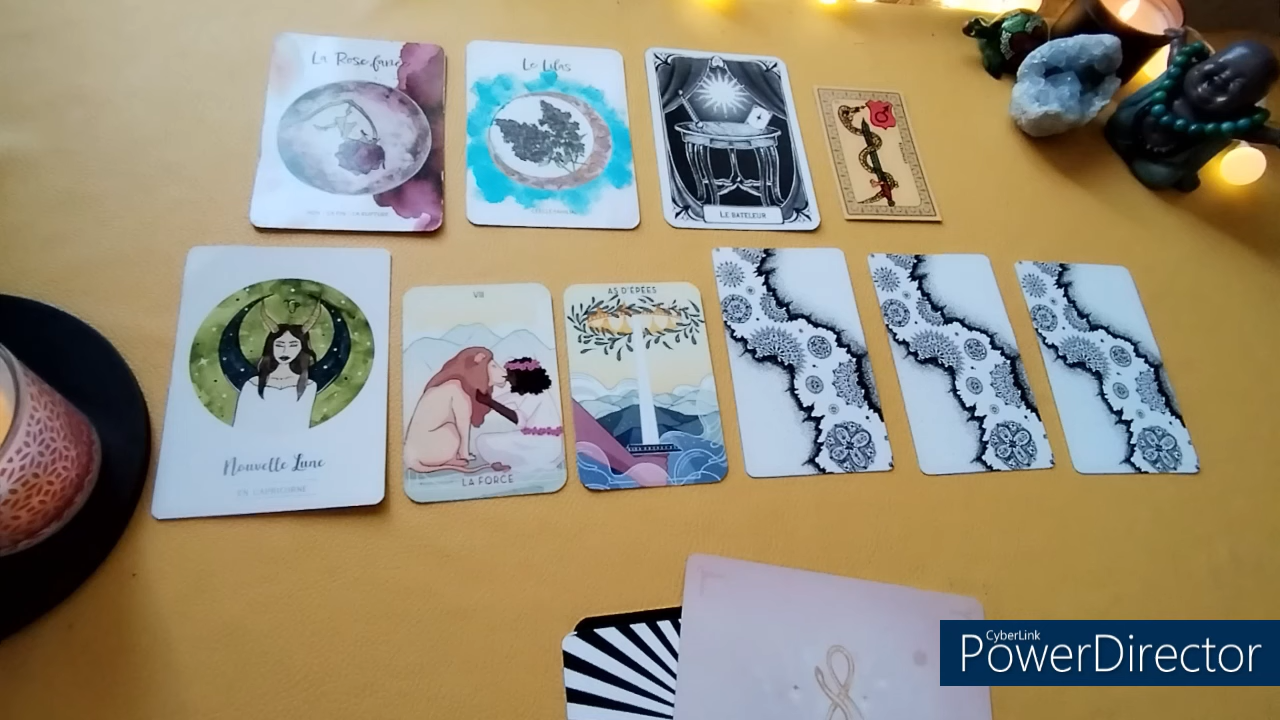 La Rose fanée
Le Lilas
LE BATELEUR
Nouvelle Lune
EN CAPRICORNE
VIII
LA FORCE
AS D'ÉPÉES
CyberLink
PowerDirector